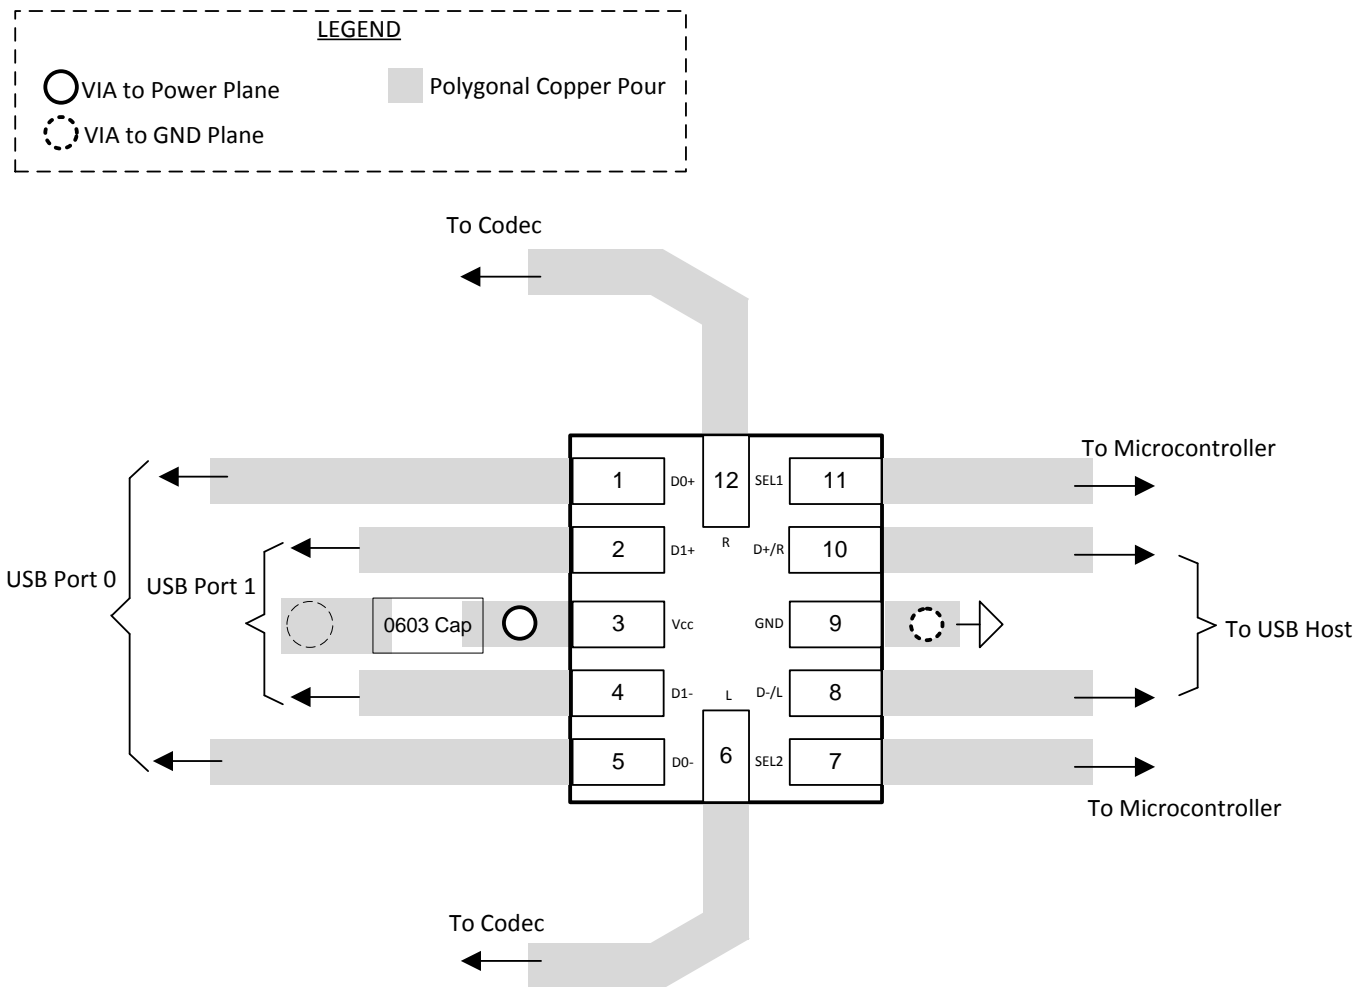 LEGEND
VIA to Power Plane
Polygonal Copper Pour
VIA to GND Plane
To Codec
To Microcontroller
1 D0+ 12 SEL1 11
2 D1+ R D+/R 10
USB Port 0
USB Port 1
0603 Cap
3 Vcc GND 9
To USB Host
4 D1- L D-/L 8
5 D0- 6 SEL2 7
To Microcontroller
To Codec